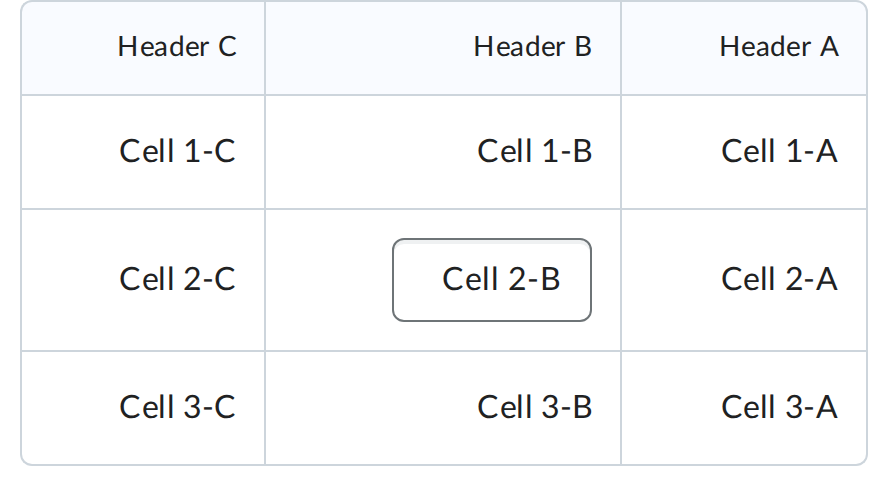 Header C Header B Header A
Cell 1-C Cell 1-B Cell 1-A
Cell 2-C Cell 2-B Cell 2-A
Cell 3-C Cell 3-B Cell 3-A